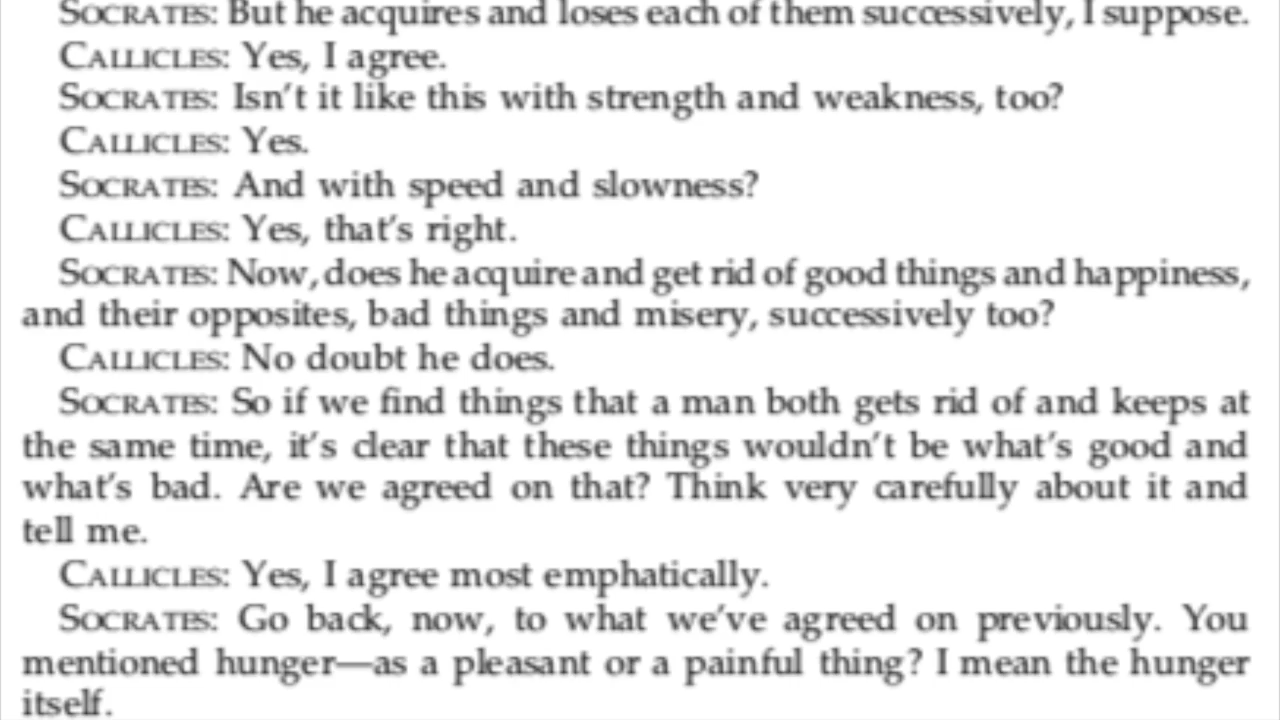 SOCRATES: But he acquires and loses each of them successively, I suppose.
CALLICLES: Yes, I agree.
SOCRATES: Isn't it like this with strength and weakness, too?
CALLICLES: Yes.
SOCRATES: And with speed and slowness?
CALLICLES: Yes, that's right.
SOCRATES: Now, does he acquire and get rid of good things and happiness,
and their opposites, bad things and misery, successively too?
CALLICLES: No doubt he does.
SOCRATES: So if we find things that a man both gets rid of and keeps at
the same time, it's clear that these things wouldn't be what's good and
what's bad. Are we agreed on that? Think very carefully about it and
tell me.
CALLICLES: Yes, I agree most emphatically.
SOCRATES: Go back, now, to what we've agreed on previously. You
mentioned hunger—as a pleasant or a painful thing? I mean the hunger
itself.